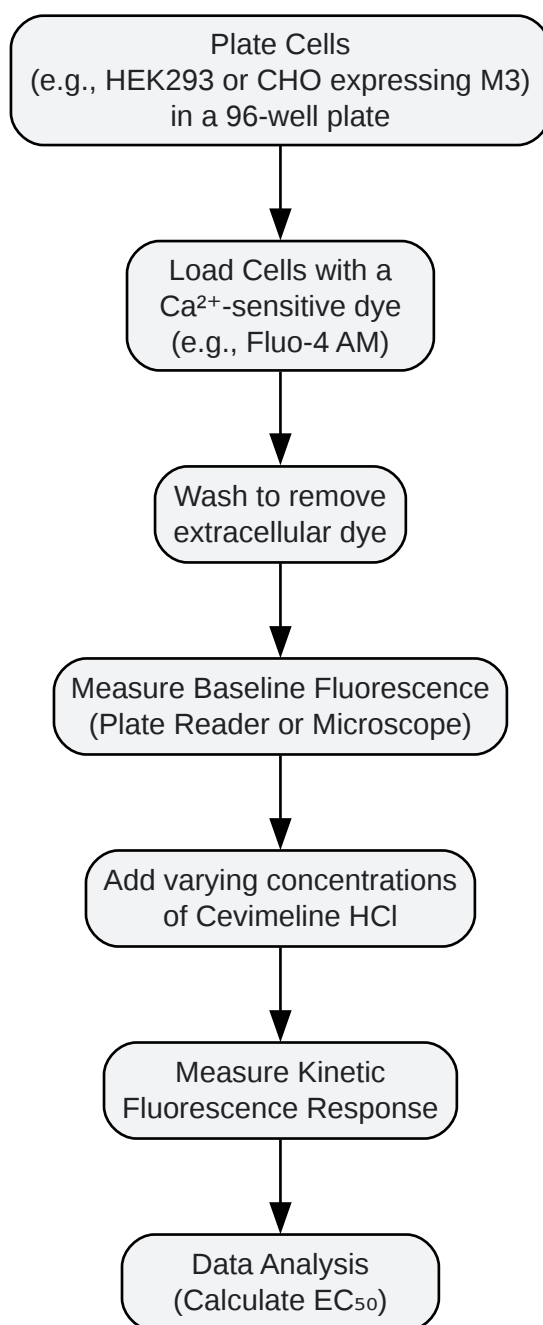 Plate Cells
(e.g., HEK293 or CHO expressing M3)
in a 96-well plate
Load Cells with a
Ca²⁺-sensitive dye
(e.g., Fluo-4 AM)
Wash to remove
extracellular dye
Measure Baseline Fluorescence
(Plate Reader or Microscope)
Add varying concentrations
of Cevimeline HCl
Measure Kinetic
Fluorescence Response
Data Analysis
(Calculate EC₅₀)